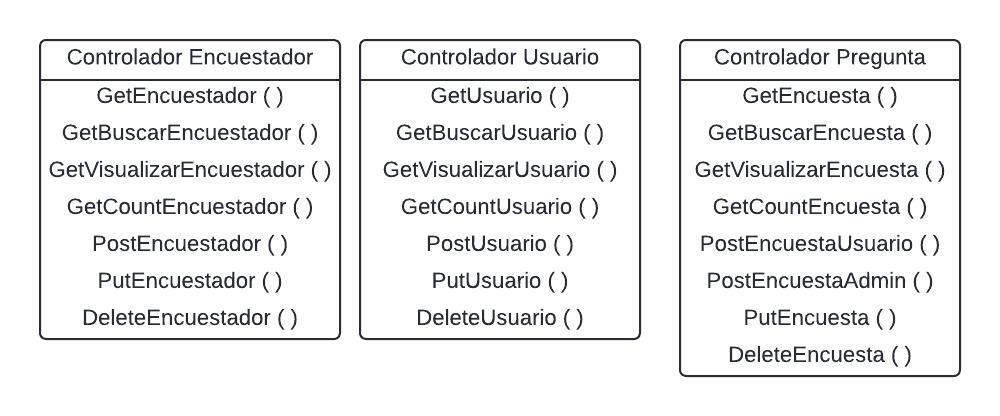 Controlador Encuestador
GetEncuestador ( )
GetBuscarEncuestador ( )
GetVisualizarEncuestador ( )
GetCountEncuestador ( )
PostEncuestador ( )
PutEncuestador ( )
DeleteEncuestador ( )
Controlador Usuario
GetUsuario ( )
GetBuscarUsuario ( )
GetVisualizarUsuario ( )
GetCountUsuario ( )
PostUsuario ( )
PutUsuario ( )
DeleteUsuario ( )
Controlador Pregunta
GetEncuesta ( )
GetBuscarEncuesta ( )
GetVisualizarEncuesta ( )
GetCountEncuesta ( )
PostEncuestaUsuario ( )
PostEncuestaAdmin ( )
PutEncuesta ( )
DeleteEncuesta ( )